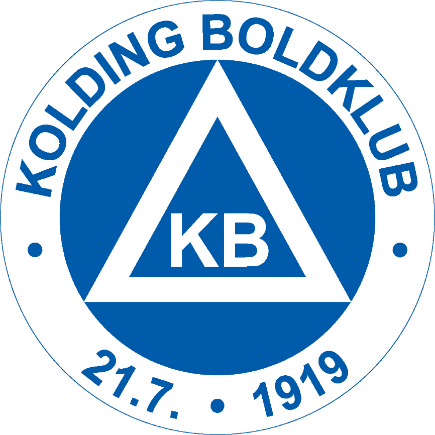 KOLDING BOLDKLUB
KB
21.7. • 1919